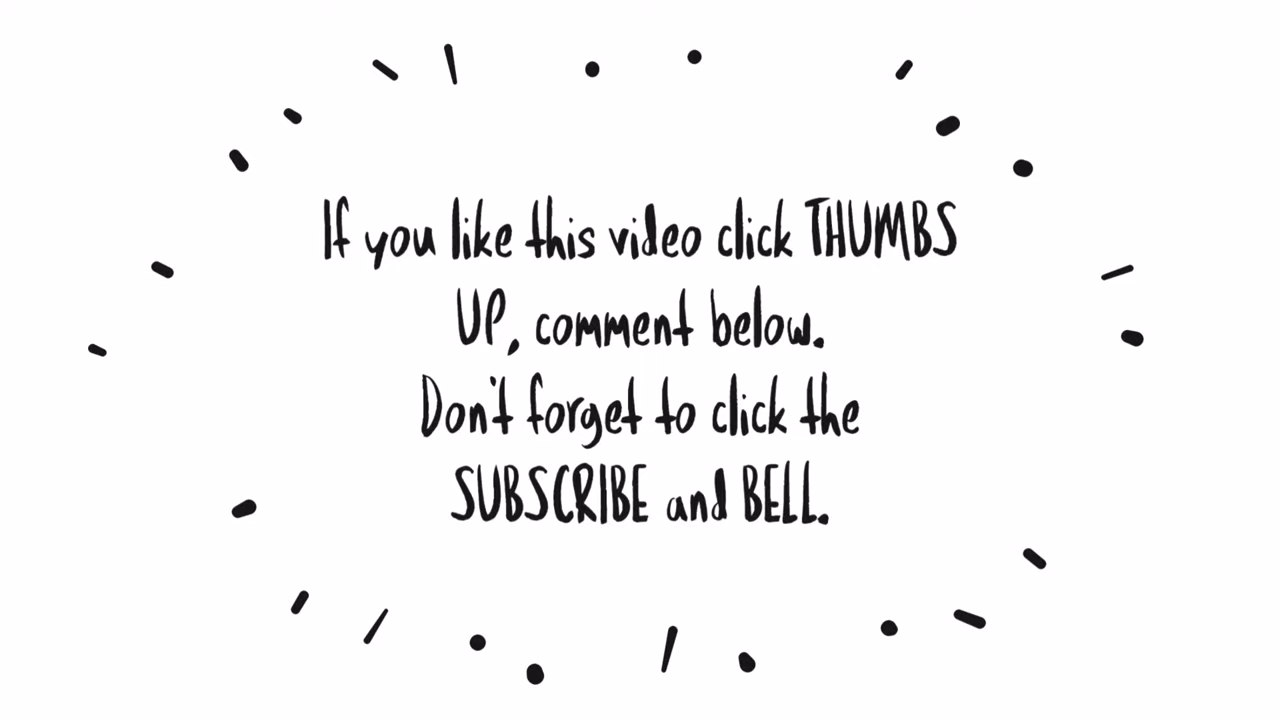 If you like this video click THUMBS
UP, comment below.
Don't forget to click the
SUBSCRIBE and BELL.